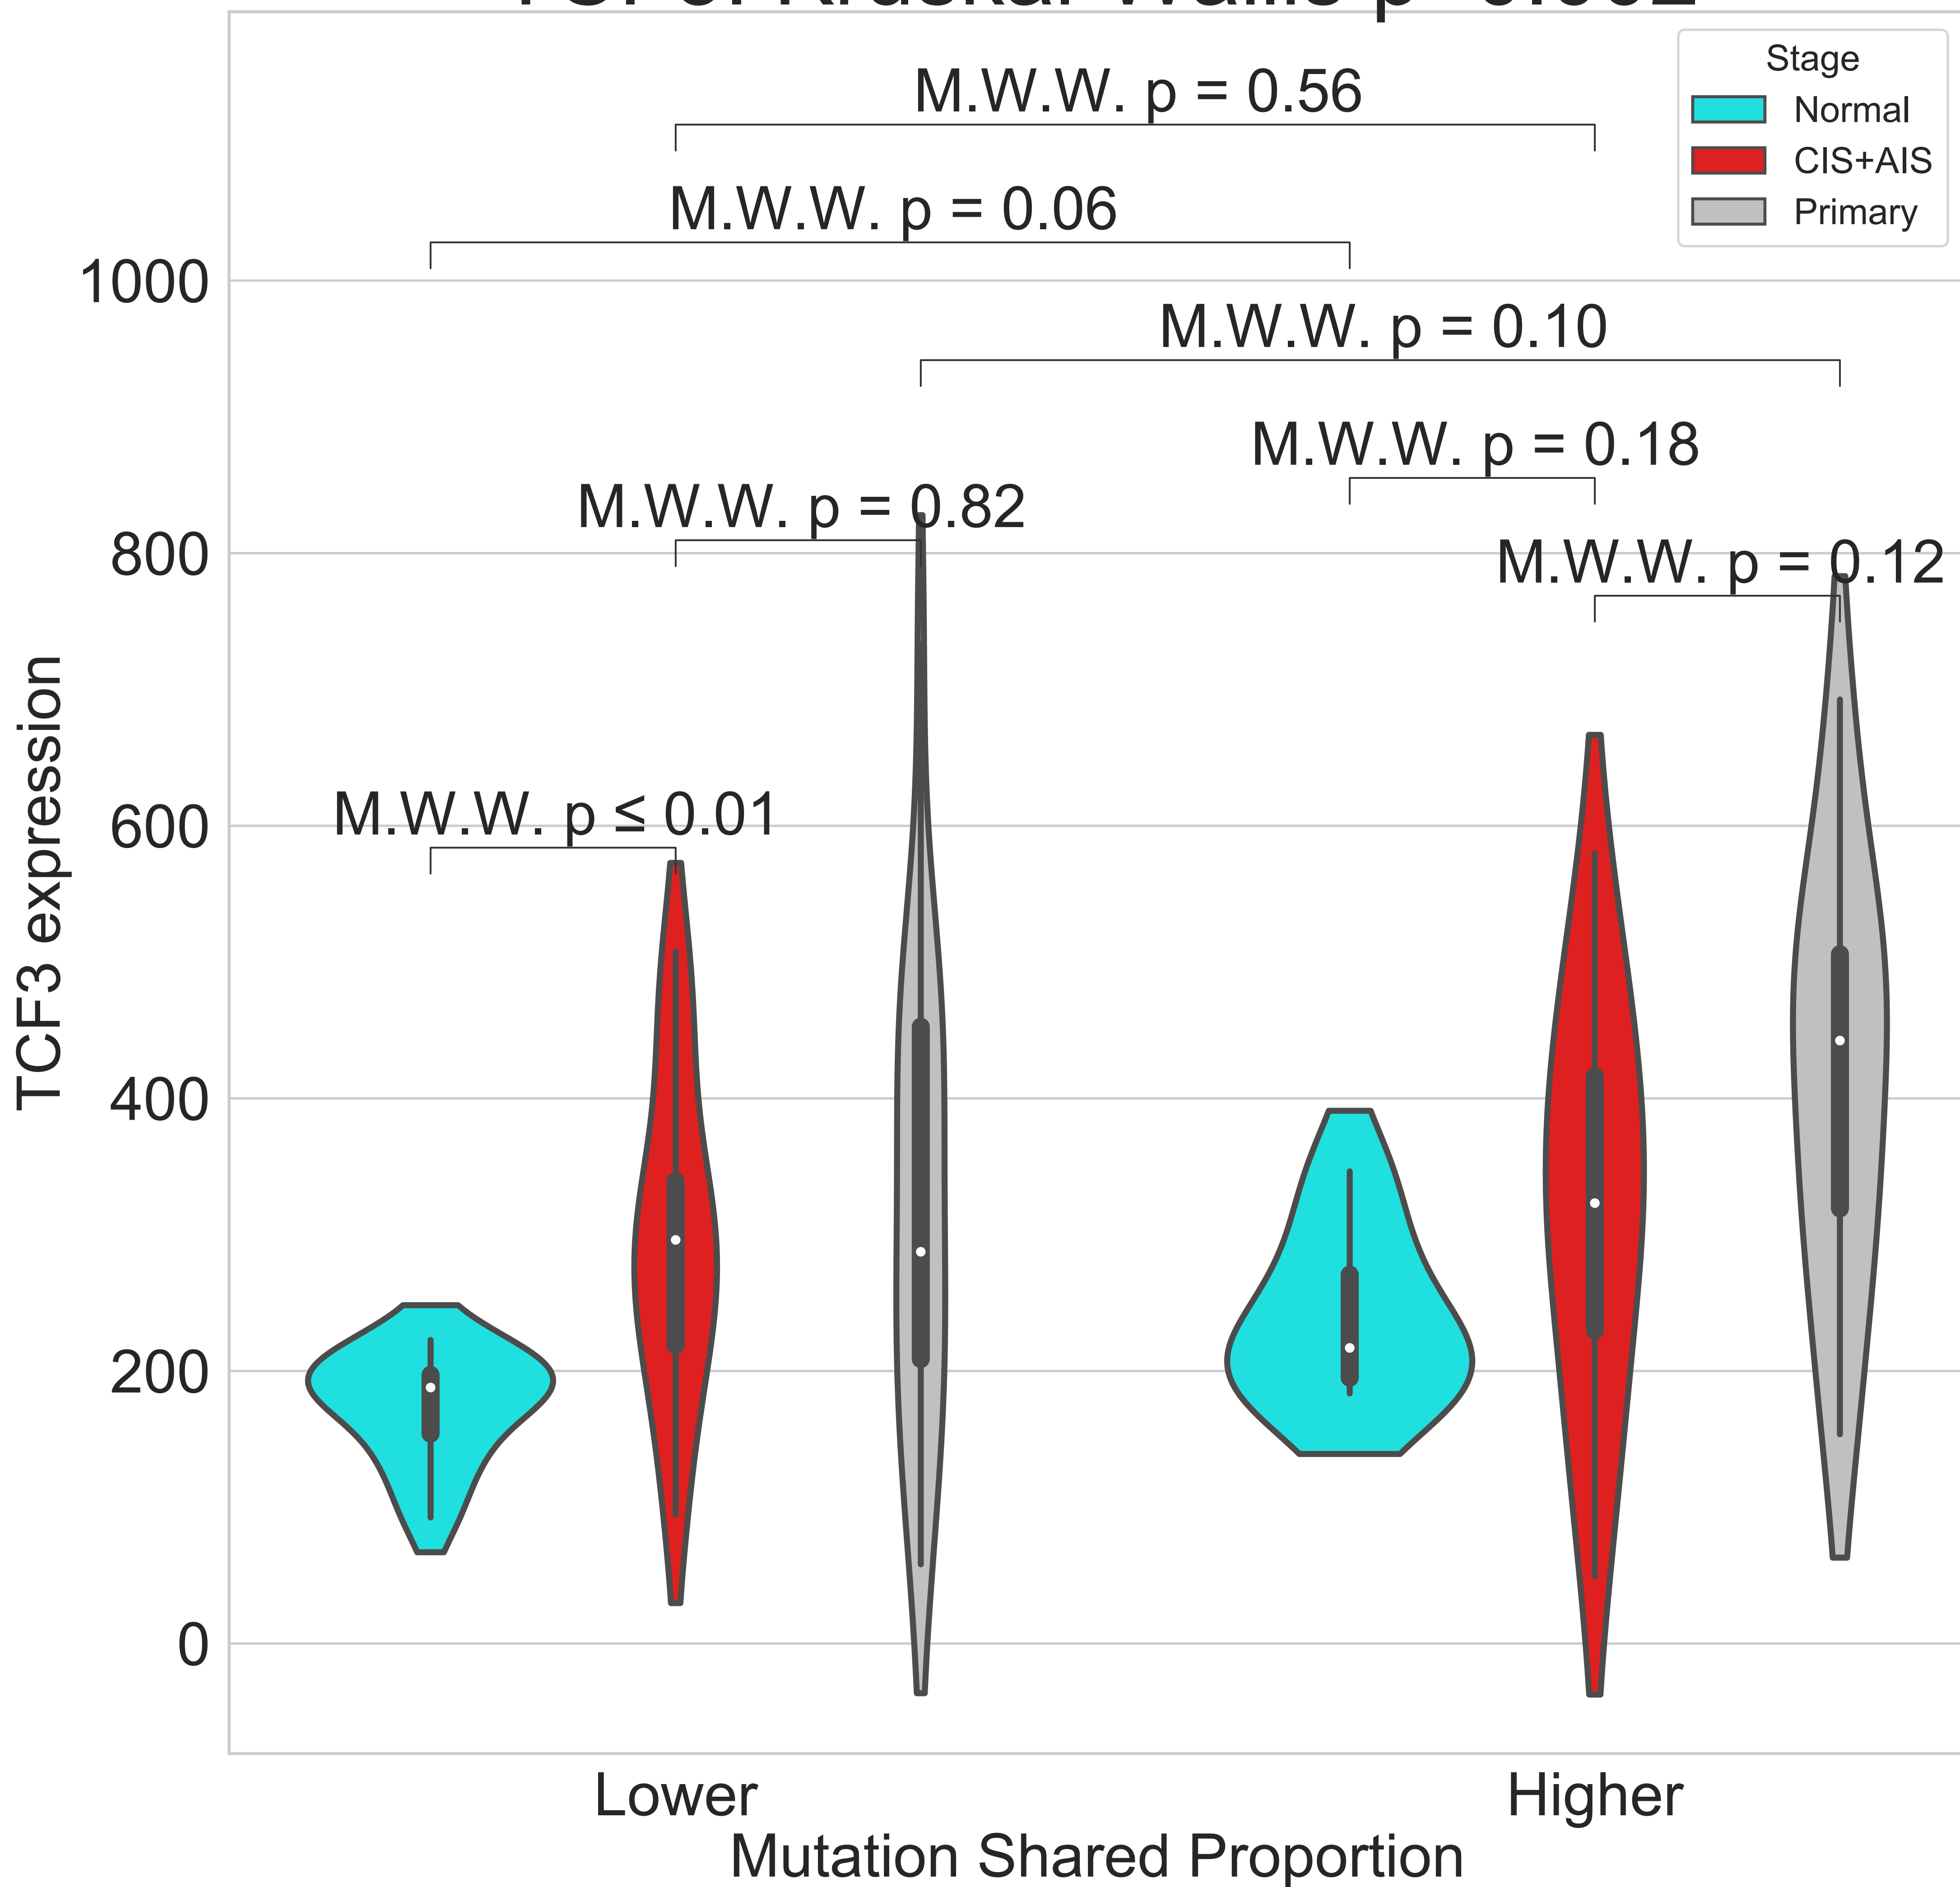 M.W.W. p = 0.56
Stage
Normal
CIS+AIS
Primary
M.W.W. p = 0.06
M.W.W. p = 0.10
M.W.W. p = 0.18
M.W.W. p = 0.82
M.W.W. p = 0.12
M.W.W. p ≤ 0.01
1000
800
600
400
200
0
TCF3 expression
Lower
Higher
Mutation Shared Proportion